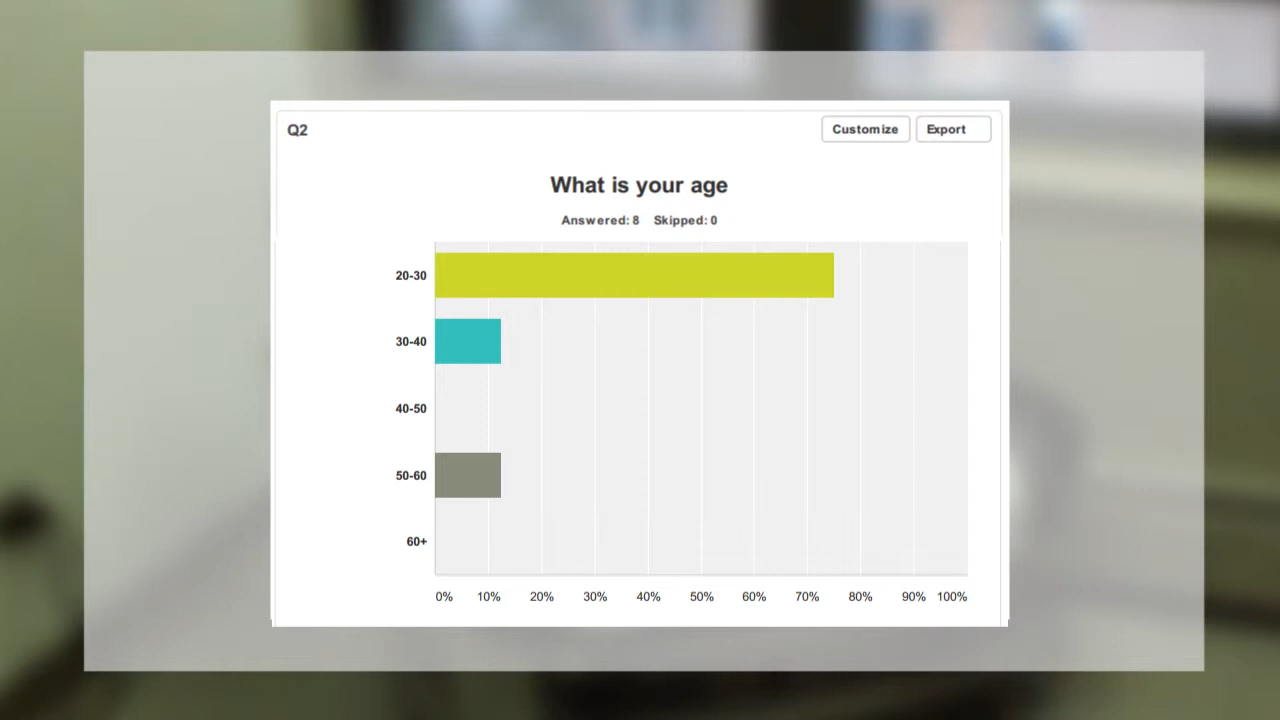 Q2
Customize Export
What is your age
Answered: 8 Skipped: 0
20-30
30-40
40-50
50-60
60+
0% 10% 20% 30% 40% 50% 60% 70% 80% 90% 100%